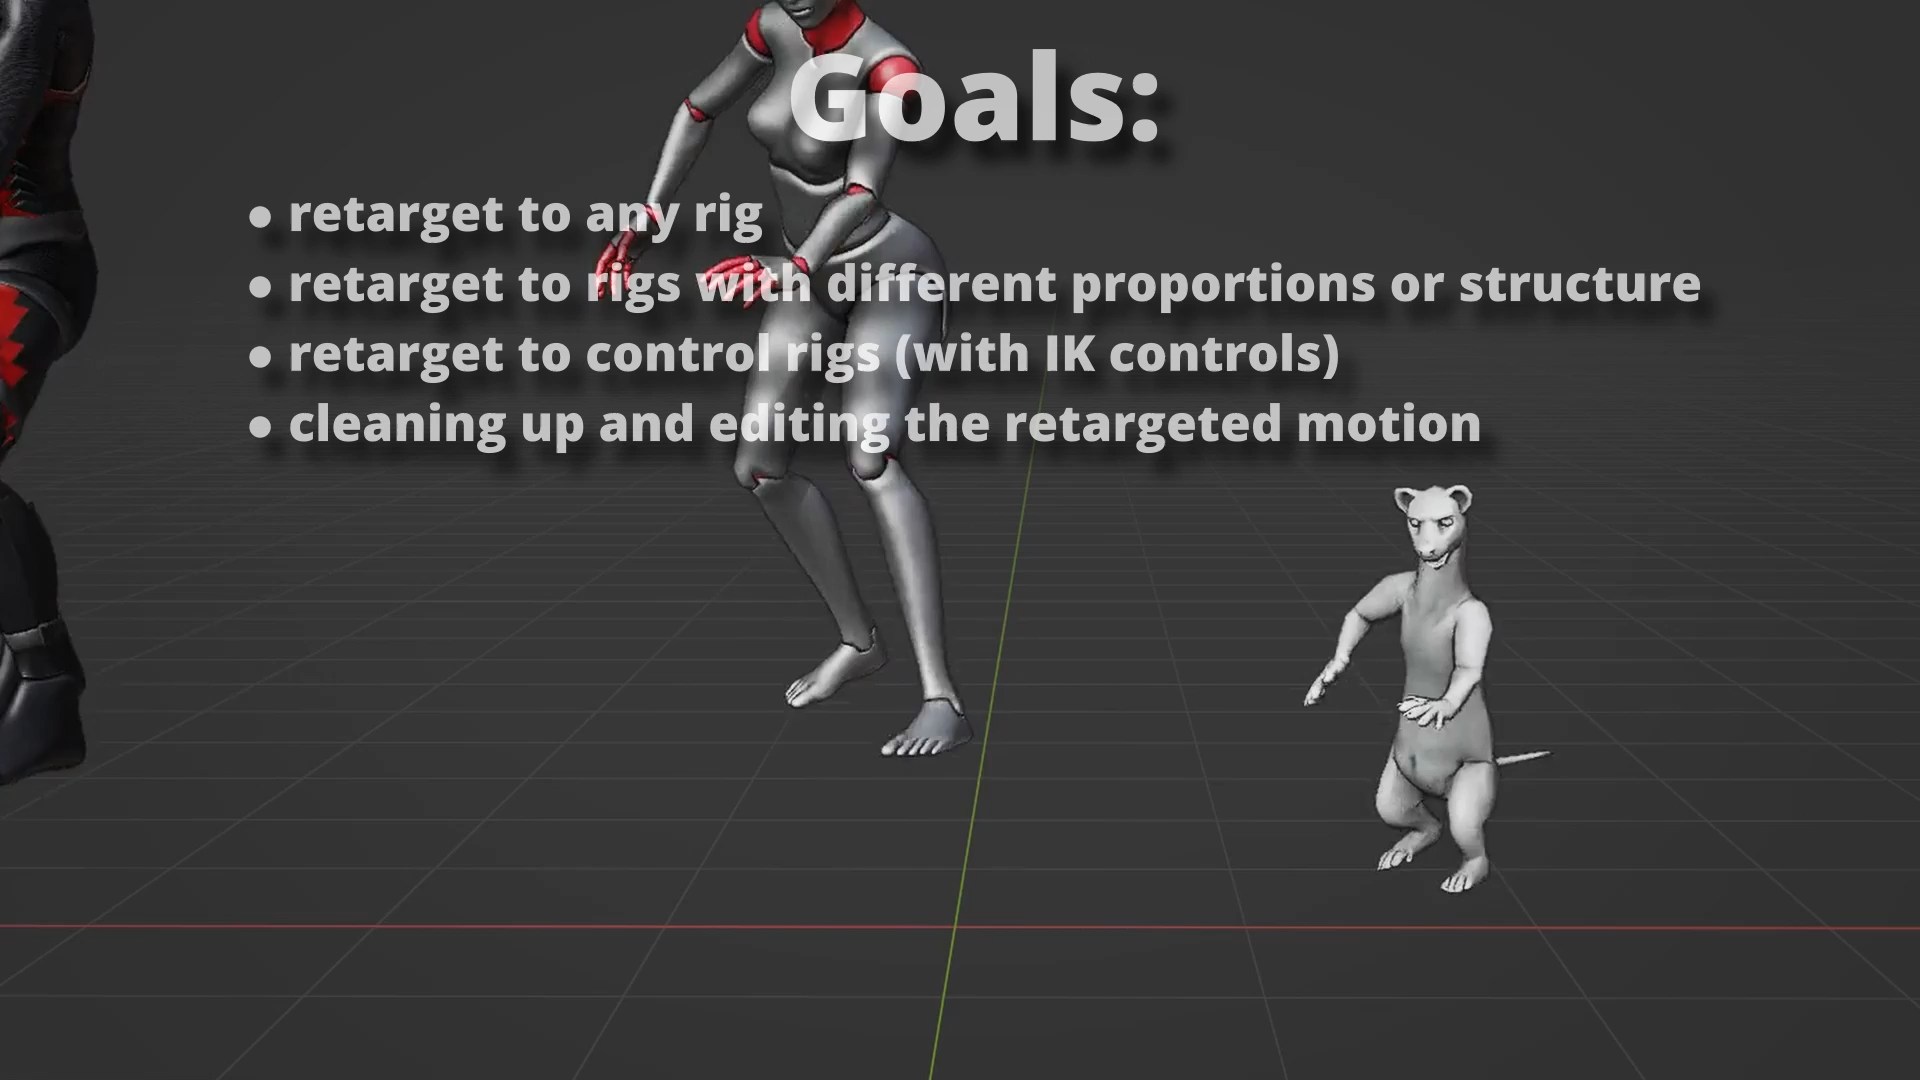 Goals:
• retarget to any rig
• retarget to rigs with different proportions or structure
• retarget to control rigs (with IK controls)
• cleaning up and editing the retargeted motion